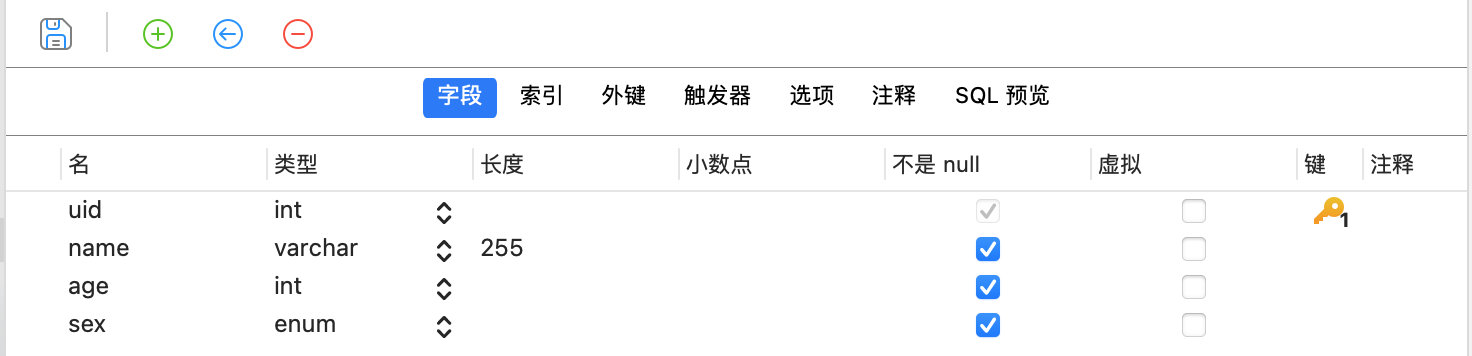 字段 索引 外键 触发器 选项 注释 SQL 预览
名 类型 长度 小数点 不是 null 虚拟 键 注释
uid int 1
name varchar 255
age int
sex enum